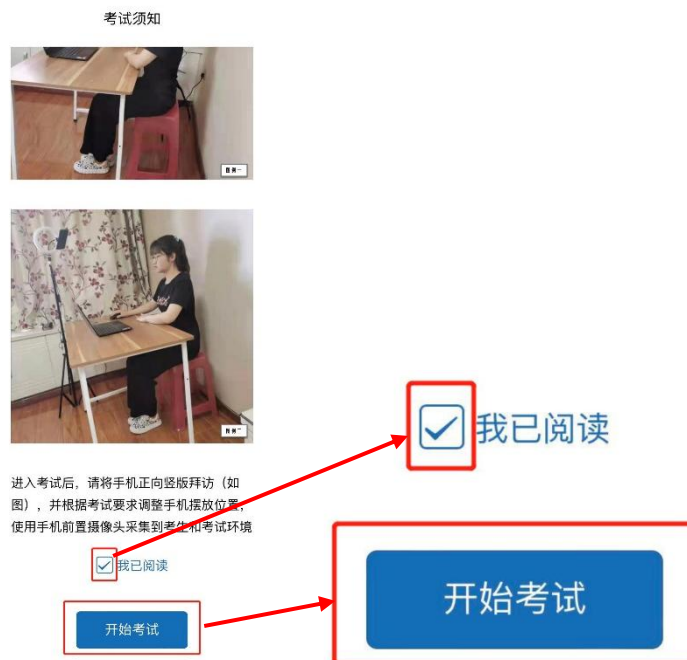 考试须知
图例一
进入考试后，请将手机正向竖版拜访（如
图），并根据考试要求调整手机摆放位置，
使用手机前置摄像头采集到考生和考试环境
我已阅读
开始考试
我已阅读
开始考试